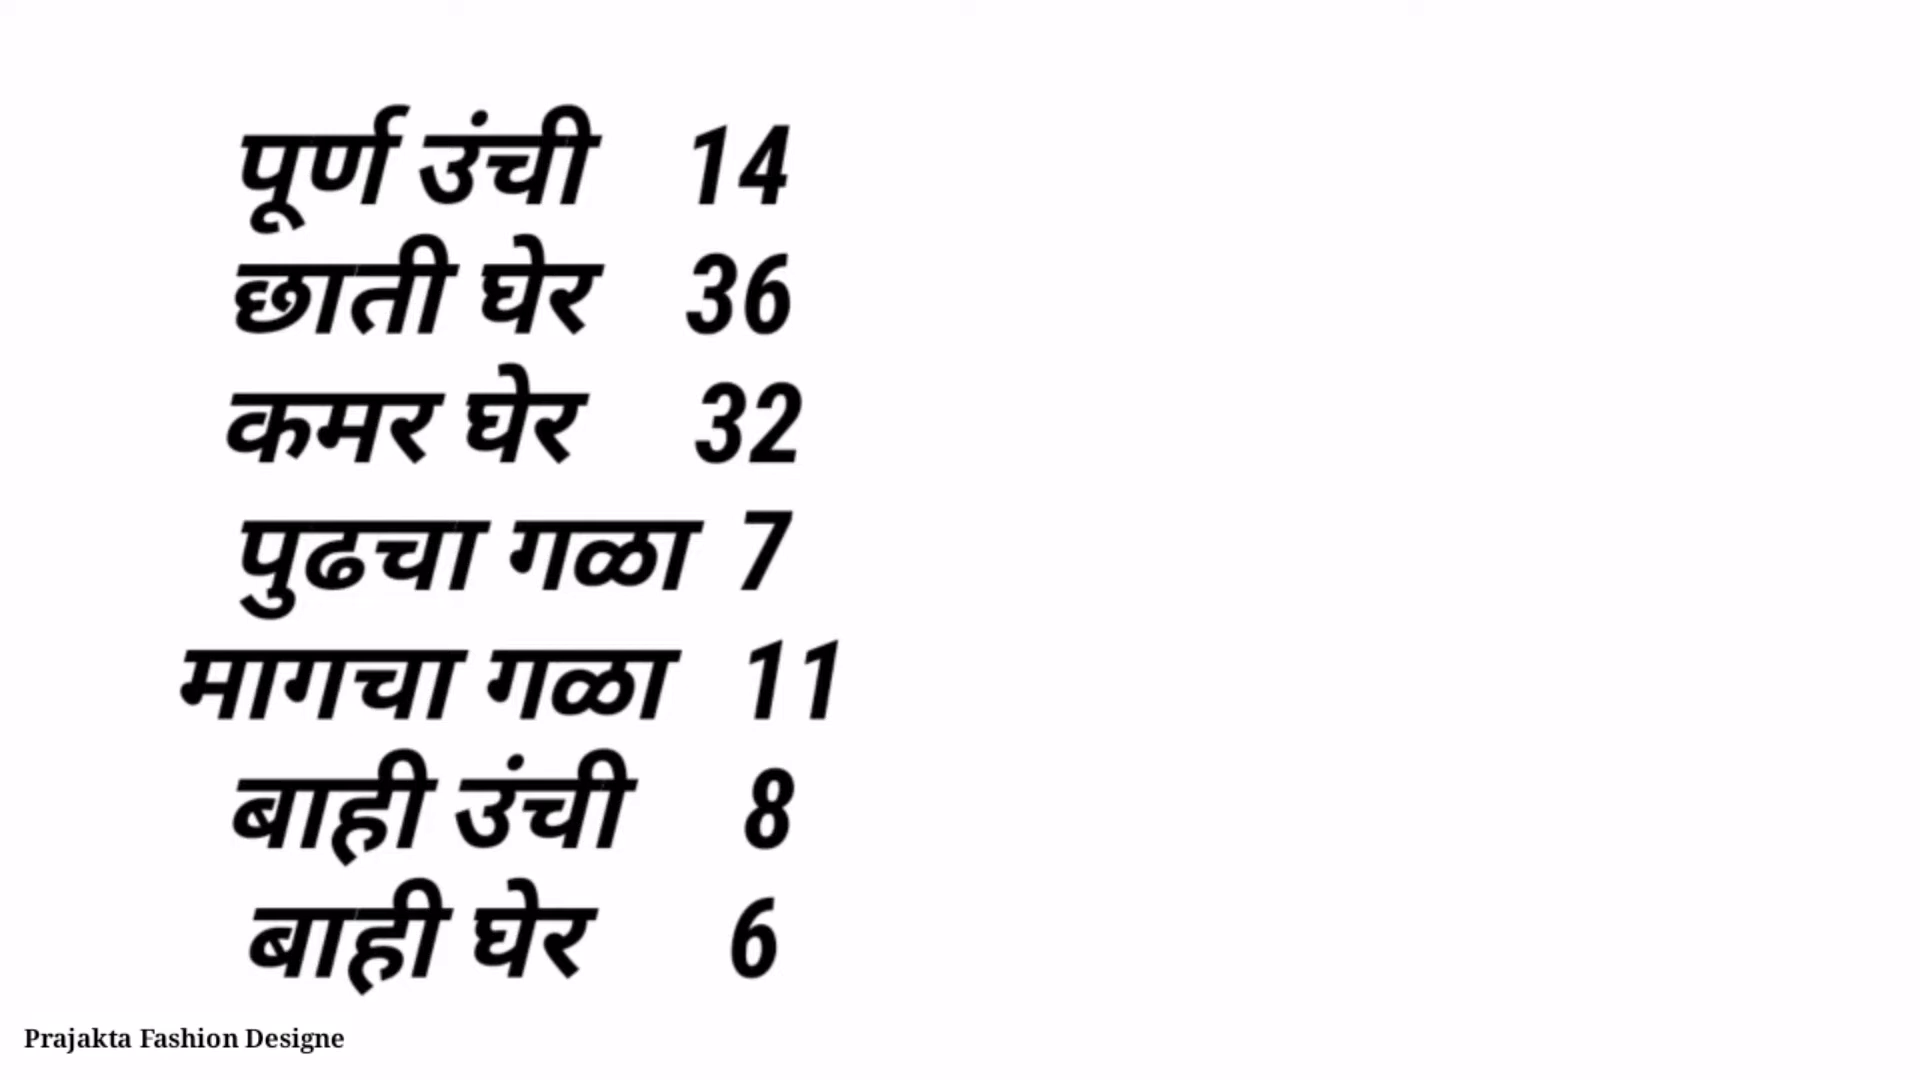 पूर्ण उंची 14
छाती घेर 36
कमर घेर 32
पुढचा गळा 7
मागचा गळा 11
बाही उंची 8
बाही घेर 6
Prajakta Fashion Designe